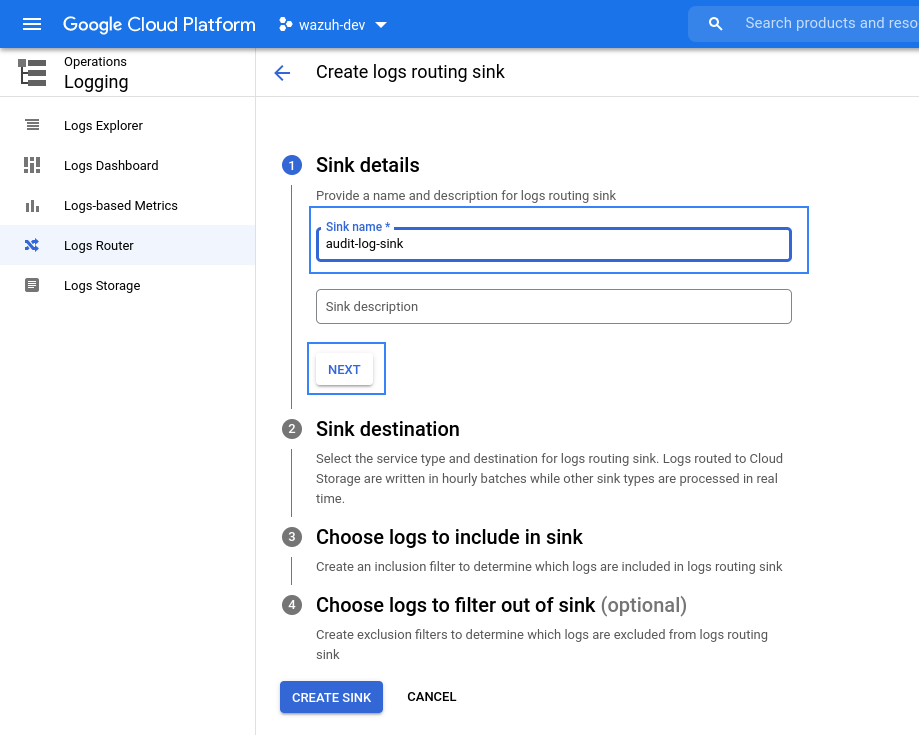 Google Cloud Platform
wazuh-dev
Search products and reso
Operations
Logging
Create logs routing sink
Logs Explorer
Logs Dashboard
Logs-based Metrics
Logs Router
Logs Storage
1 Sink details
Provide a name and description for logs routing sink
Sink name *
audit-log-sink
Sink description
NEXT
2 Sink destination
Select the service type and destination for logs routing sink. Logs routed to Cloud
Storage are written in hourly batches while other sink types are processed in real
time.
3 Choose logs to include in sink
Create an inclusion filter to determine which logs are included in logs routing sink
4 Choose logs to filter out of sink (optional)
Create exclusion filters to determine which logs are excluded from logs routing
sink
CREATE SINK
CANCEL